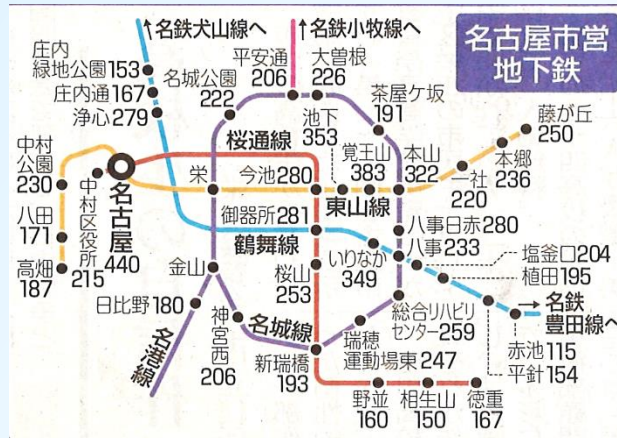 名古屋市営
地下鉄
↑名鉄犬山線へ
↑名鉄小牧線へ
庄内
緑地公園153
庄内通167
浄心279
名城公園
222
平安通
206
大曽根
226
茶屋ケ坂
191
藤が丘
250
本郷
236
一社
220
本山
322
覚王山
383
池下
353
今池280
東山線
桜通線
栄
中村
公園
230
八田
171
高畑
187
中村区役所
215
名古屋
440
御器所281
鶴舞線
いりなか
349
八事日赤280
八事233
塩釜口204
植田195
→
名鉄
豊田線へ
赤池115
平針154
金山
日比野180
名港線
神宮西
206
名城線
桜山
253
新瑞橋
193
瑞穂
運動場東247
総合リハビリ
センター259
野並
160
相生山
150
徳重
167